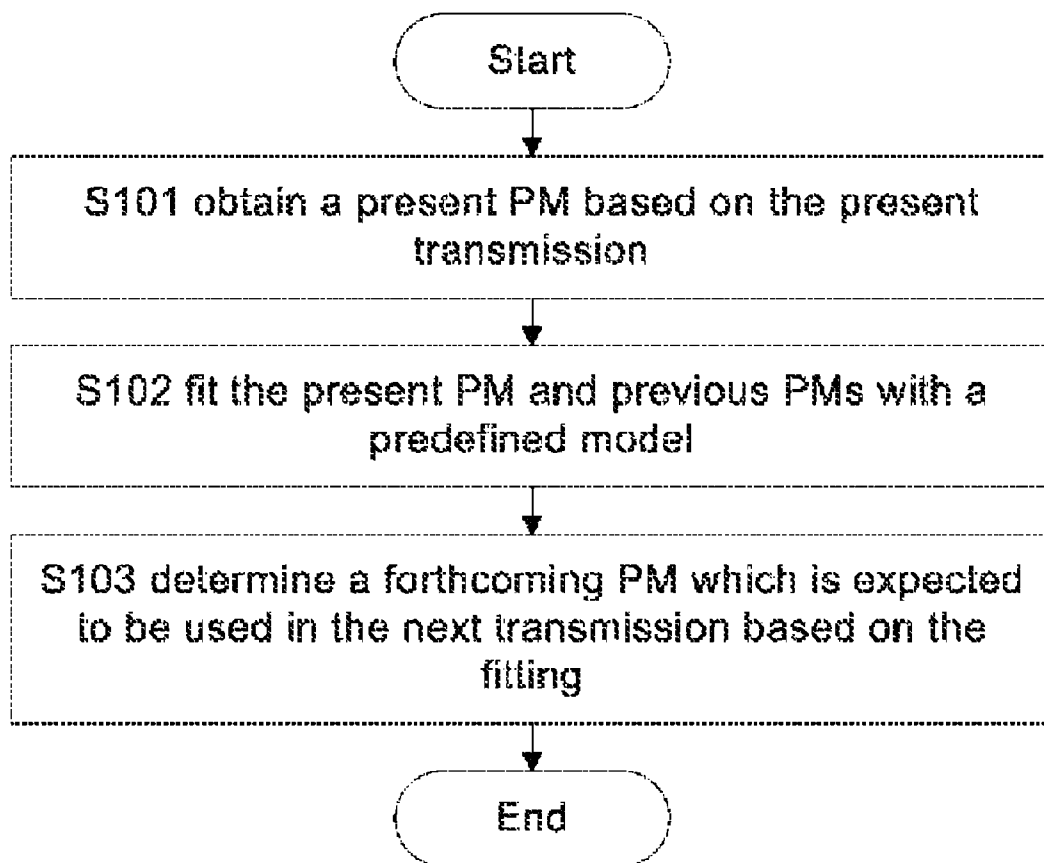 Start
S101 obtain a present PM based on the present
transmission
S102 fit the present PM and previous PMs with a
predefined model
S103 determine a forthcoming PM which is expected
to be used in the next transmission based on the
fitting
End